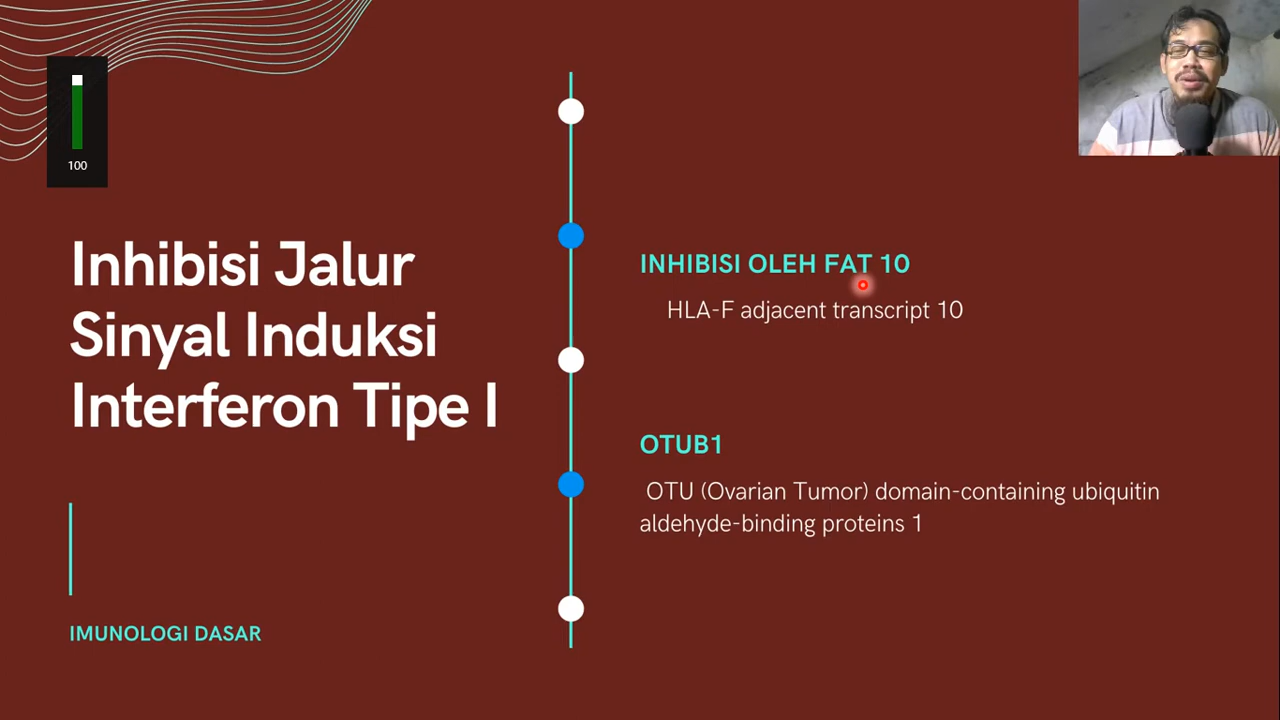 100
Inhibisi Jalur
Sinyal Induksi
Interferon Tipe I
IMUNOLOGI DASAR
INHIBISI OLEH FAT 10
HLA-F adjacent transcript 10
OTUB1
OTU (Ovarian Tumor) domain-containing ubiquitin
aldehyde-binding proteins 1